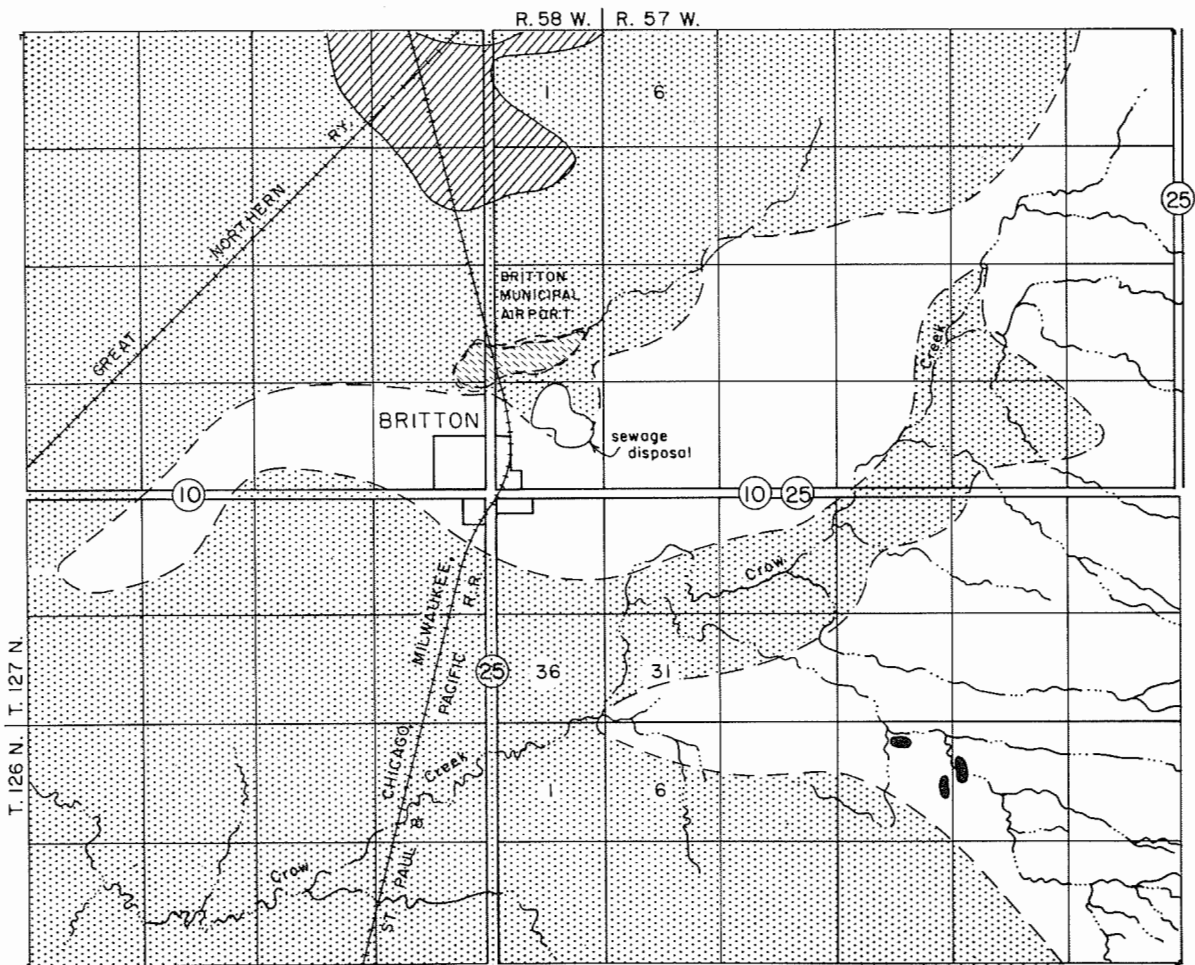 R. 58 W. R. 57 W.
1 6
RY.
NORTHERN
GREAT
25
BRITTON
MUNICIPAL
AIRPORT
Creek
BRITTON
sewage
disposal
10
10 25
Crow
MILWAUKEE,
R.R.
PACIFIC
CHICAGO,
ST. PAUL &
25
36 31
T. 127 N.
T. 126 N.
Creek
1 6
Crow